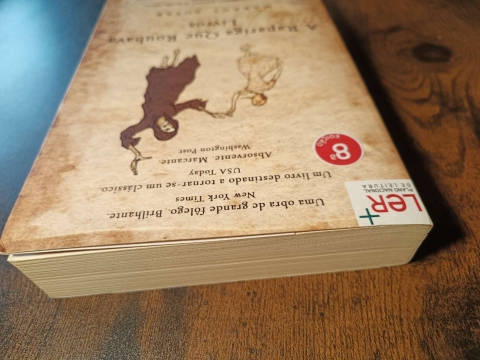 LER+
PLANO NACIONAL
DE LEITURA
Uma obra de grande fôlego. Brilhante.
New York Times
Um livro destinado a tornar-se um clássico.
USA Today
Absorvente. Marcante.
Washington Post
8ª
edição
A Rapariga Que Roubava
Livros